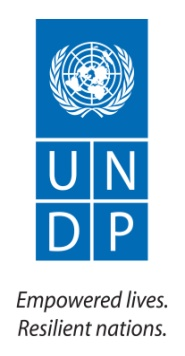 U N
D P
Empowered lives.
Resilient nations.